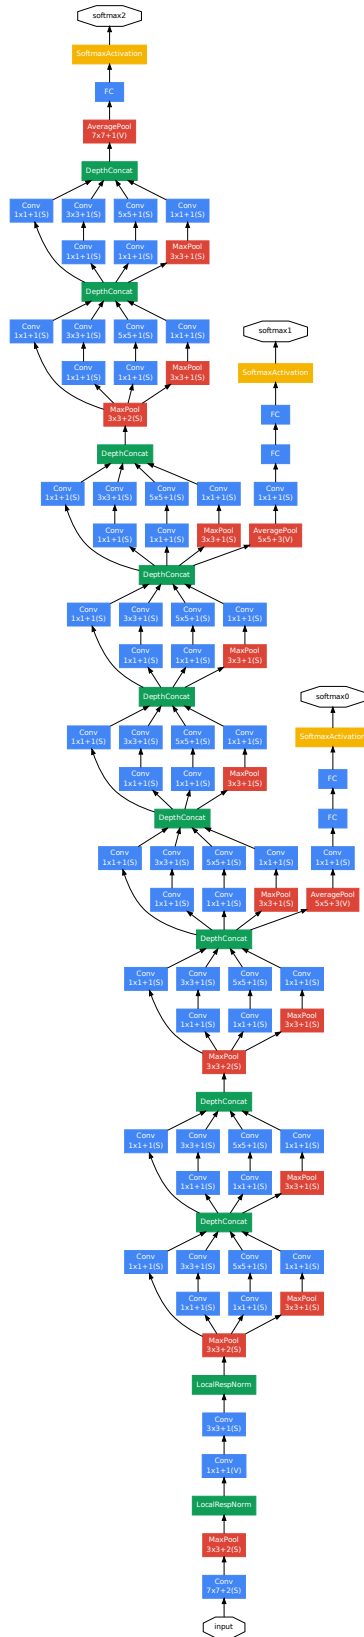 softmax2
SoftmaxActivation
FC
AveragePool
7x7+1(V)
DepthConcat
Conv Conv Conv Conv
1x1+1(S) 3x3+1(S) 5x5+1(S) 1x1+1(S)
Conv Conv MaxPool
1x1+1(S) 1x1+1(S) 3x3+1(S)
DepthConcat
Conv Conv Conv Conv
1x1+1(S) 3x3+1(S) 5x5+1(S) 1x1+1(S)
softmax1
Conv Conv MaxPool
1x1+1(S) 1x1+1(S) 3x3+1(S)
SoftmaxActivation
MaxPool
3x3+2(S)
FC
DepthConcat
FC
Conv Conv Conv Conv Conv
1x1+1(S) 3x3+1(S) 5x5+1(S) 1x1+1(S) 1x1+1(S)
Conv Conv MaxPool AveragePool
1x1+1(S) 1x1+1(S) 3x3+1(S) 5x5+3(V)
DepthConcat
Conv Conv Conv Conv
1x1+1(S) 3x3+1(S) 5x5+1(S) 1x1+1(S)
Conv Conv MaxPool
1x1+1(S) 1x1+1(S) 3x3+1(S)
DepthConcat
softmax0
Conv Conv Conv Conv
1x1+1(S) 3x3+1(S) 5x5+1(S) 1x1+1(S)
SoftmaxActivation
Conv Conv MaxPool
1x1+1(S) 1x1+1(S) 3x3+1(S)
FC
DepthConcat
FC
Conv Conv Conv Conv Conv
1x1+1(S) 3x3+1(S) 5x5+1(S) 1x1+1(S) 1x1+1(S)
Conv Conv MaxPool AveragePool
1x1+1(S) 1x1+1(S) 3x3+1(S) 5x5+3(V)
DepthConcat
Conv Conv Conv Conv
1x1+1(S) 3x3+1(S) 5x5+1(S) 1x1+1(S)
Conv Conv MaxPool
1x1+1(S) 1x1+1(S) 3x3+1(S)
MaxPool
3x3+2(S)
DepthConcat
Conv Conv Conv Conv
1x1+1(S) 3x3+1(S) 5x5+1(S) 1x1+1(S)
Conv Conv MaxPool
1x1+1(S) 1x1+1(S) 3x3+1(S)
DepthConcat
Conv Conv Conv Conv
1x1+1(S) 3x3+1(S) 5x5+1(S) 1x1+1(S)
Conv Conv MaxPool
1x1+1(S) 1x1+1(S) 3x3+1(S)
MaxPool
3x3+2(S)
LocalRespNorm
Conv
3x3+1(S)
Conv
1x1+1(V)
LocalRespNorm
MaxPool
3x3+2(S)
Conv
7x7+2(S)
input